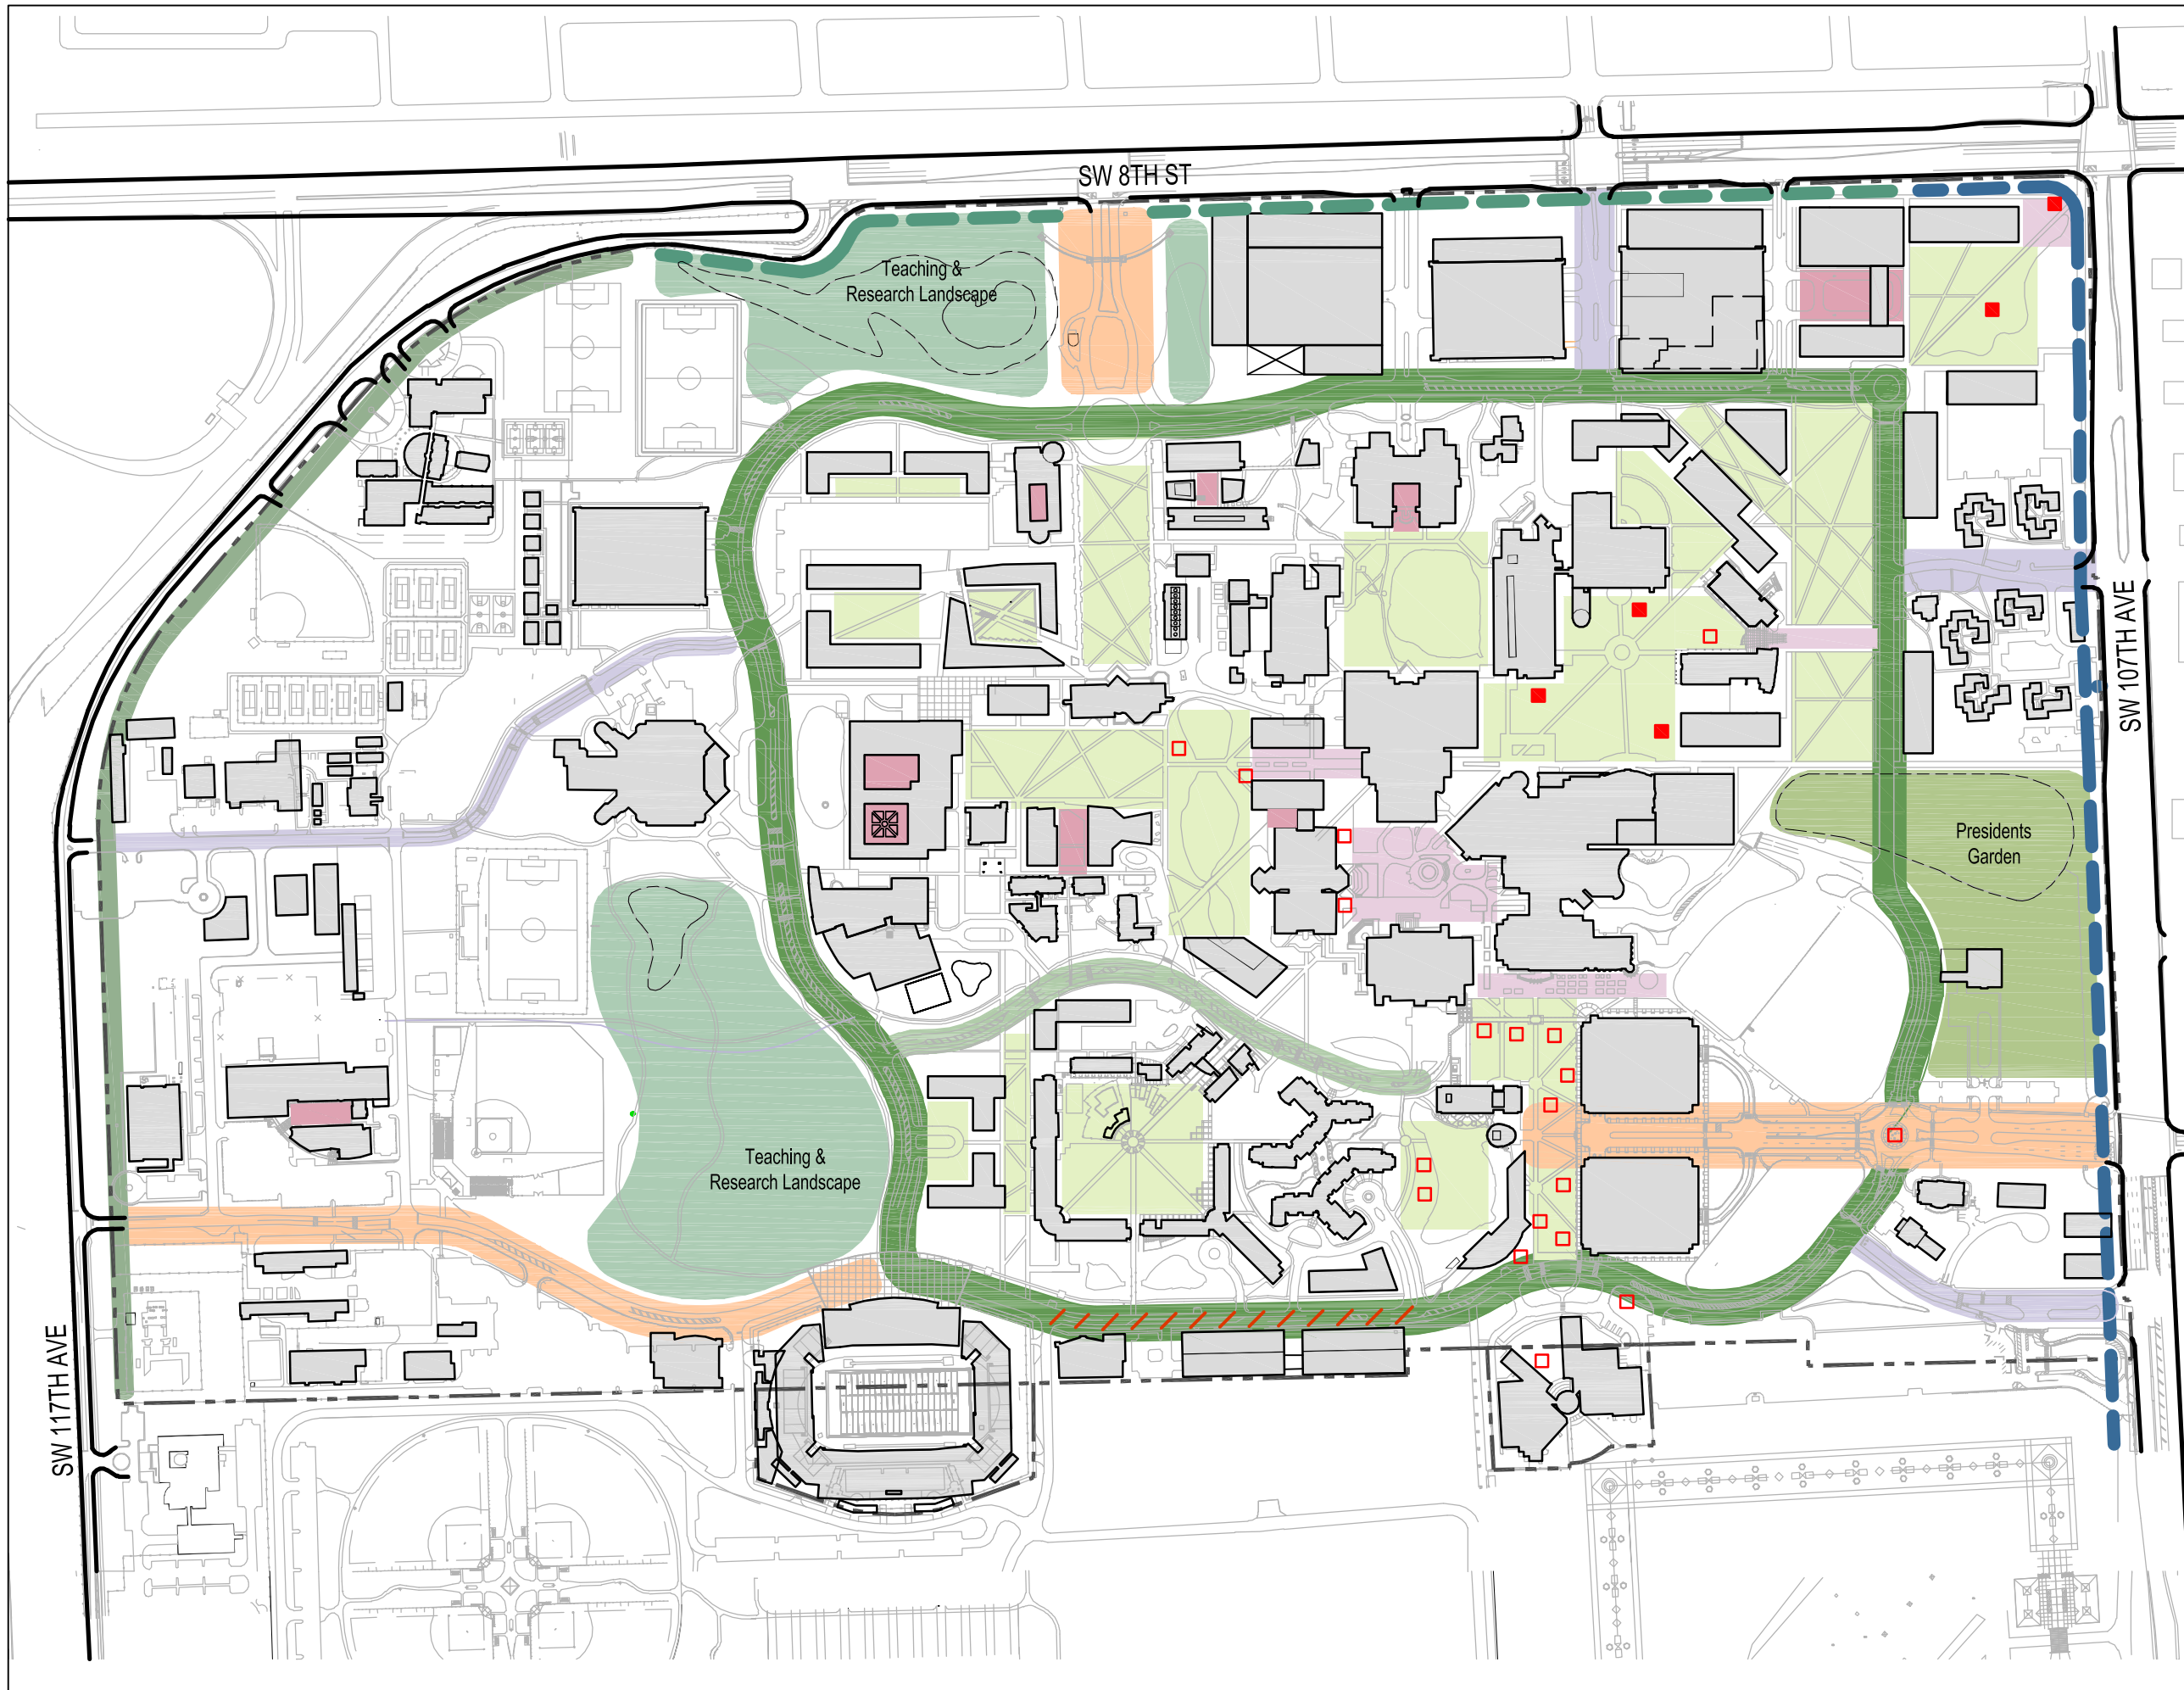 SW 8TH ST
Teaching &
Research Landscape
SW 107TH AVE
Presidents
Garden
Teaching &
Research Landscape
SW 117TH AVE